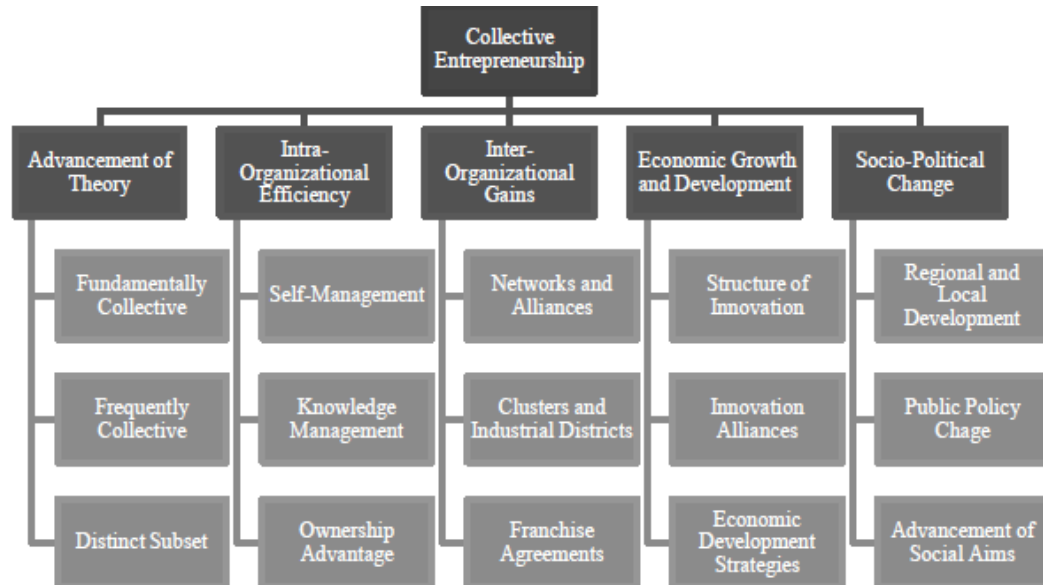 Collective
Entrepreneurship
Advancement of
Theory
Intra-
Organizational
Efficiency
Inter-
Organizational
Gains
Economic Growth
and Development
Socio-Political
Change
Fundamentally
Collective
Frequently
Collective
Distinct Subset
Self-Management
Knowledge
Management
Ownership
Advantage
Networks and
Alliances
Clusters and
Industrial Districts
Franchise
Agreements
Structure of
Innovation
Innovation
Alliances
Economic
Development
Strategies
Regional and
Local
Development
Public Policy
Chage
Advancement of
Social Aims